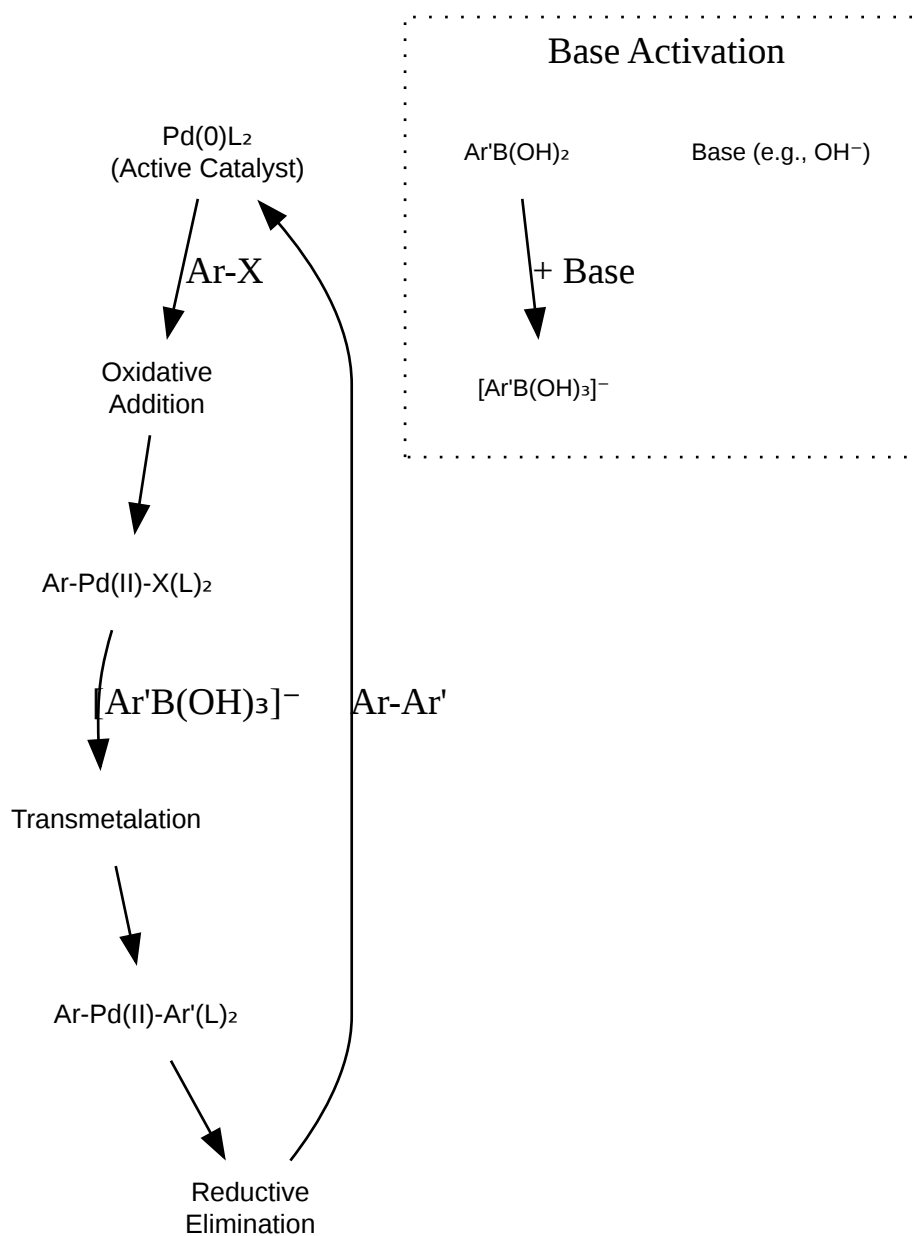 Base Activation
Pd(0)L₂
(Active Catalyst)
Ar'B(OH)₂
Base (e.g., OH⁻)
Ar-X
+ Base
Oxidative
Addition
[Ar'B(OH)₃]⁻
Ar-Pd(II)-X(L)₂
[Ar'B(OH)₃]⁻
Ar-Ar'
Transmetalation
Ar-Pd(II)-Ar'(L)₂
Reductive
Elimination